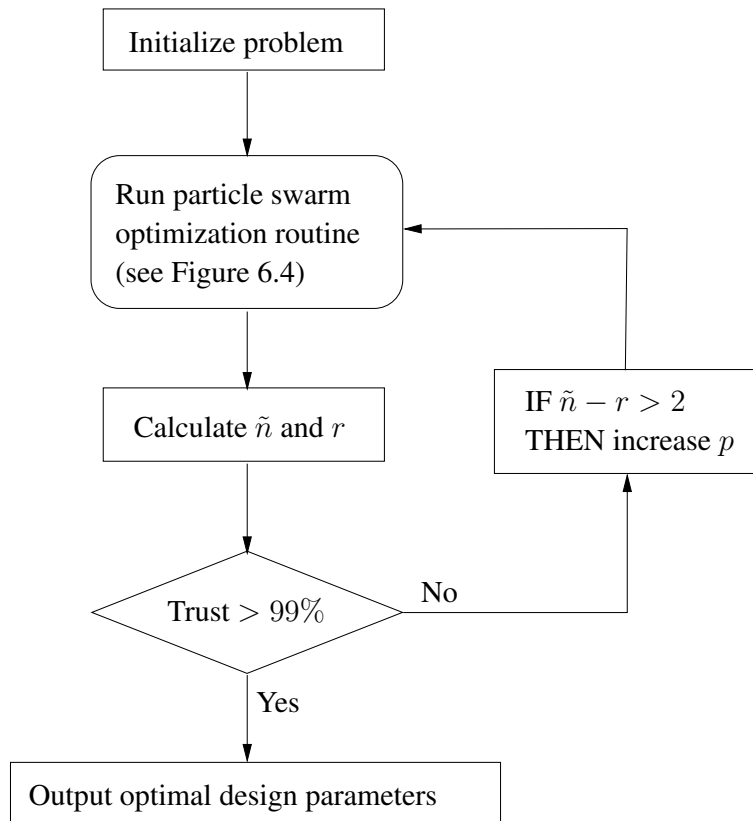 Initialize problem
Run particle swarm
optimization routine
(see Figure 6.4)
Calculate ñ and r
IF ñ − r > 2
THEN increase p
Trust > 99%
No
Yes
Output optimal design parameters